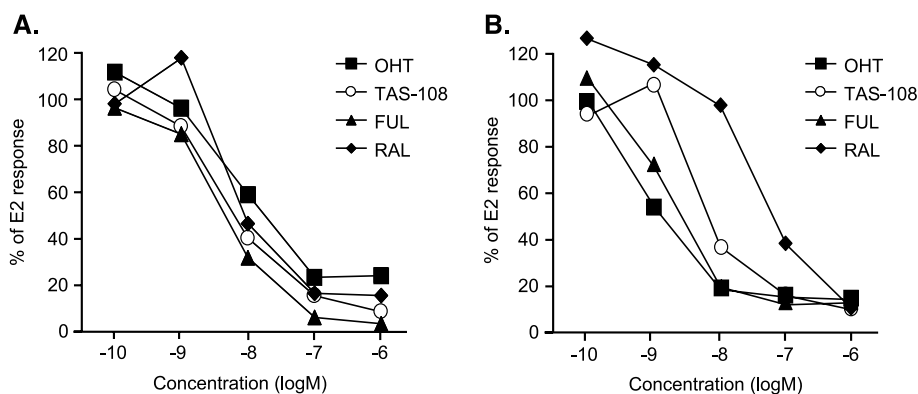 A.
120
100
80
60
40
20
0
% of E2 response
-10 -9 -8 -7 -6
Concentration (logM)
OHT
TAS-108
FUL
RAL
B.
120
100
80
60
40
20
0
% of E2 response
-10 -9 -8 -7 -6
Concentration (logM)
OHT
TAS-108
FUL
RAL